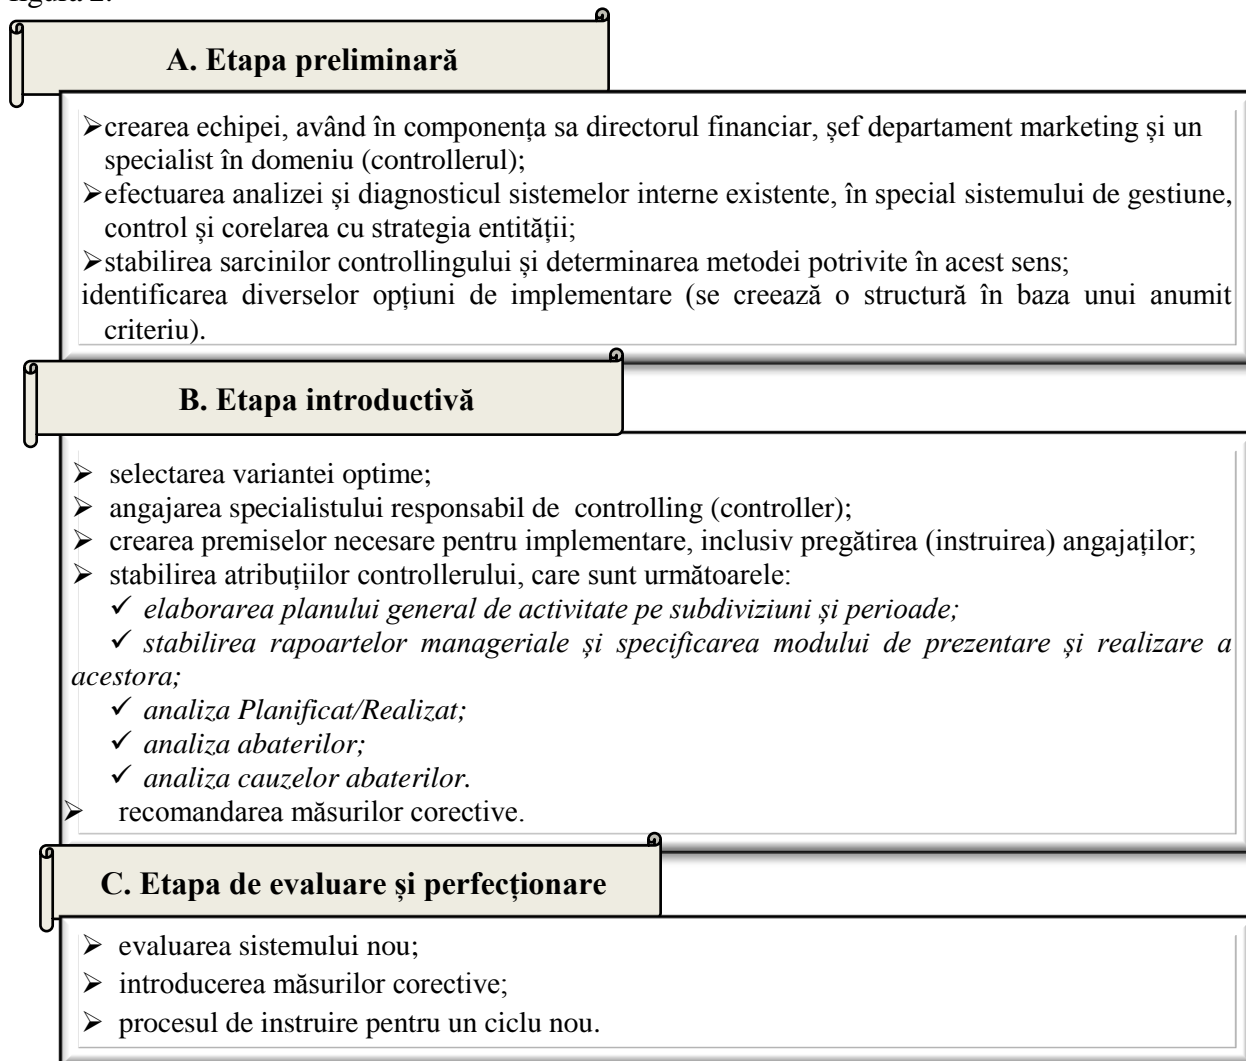 A. Etapa preliminară
➢crearea echipei, având în componența sa directorul financiar, șef departament marketing și un
specialist în domeniu (controllerul);
➢efectuarea analizei și diagnosticul sistemelor interne existente, în special sistemului de gestiune,
control și corelarea cu strategia entității;
➢stabilirea sarcinilor controllingului și determinarea metodei potrivite în acest sens;
identificarea diverselor opțiuni de implementare (se creează o structură în baza unui anumit
criteriu).
B. Etapa introductivă
➢ selectarea variantei optime;
➢ angajarea specialistului responsabil de controlling (controller);
➢ crearea premiselor necesare pentru implementare, inclusiv pregătirea (instruirea) angajaților;
➢ stabilirea atribuțiilor controllerului, care sunt următoarele:
✓ elaborarea planului general de activitate pe subdiviziuni și perioade;
✓ stabilirea rapoartelor manageriale și specificarea modului de prezentare și realizare a
acestora;
✓ analiza Planificat/Realizat;
✓ analiza abaterilor;
✓ analiza cauzelor abaterilor.
➢ recomandarea măsurilor corective.
C. Etapa de evaluare și perfecționare
➢ evaluarea sistemului nou;
➢ introducerea măsurilor corective;
➢ procesul de instruire pentru un ciclu nou.